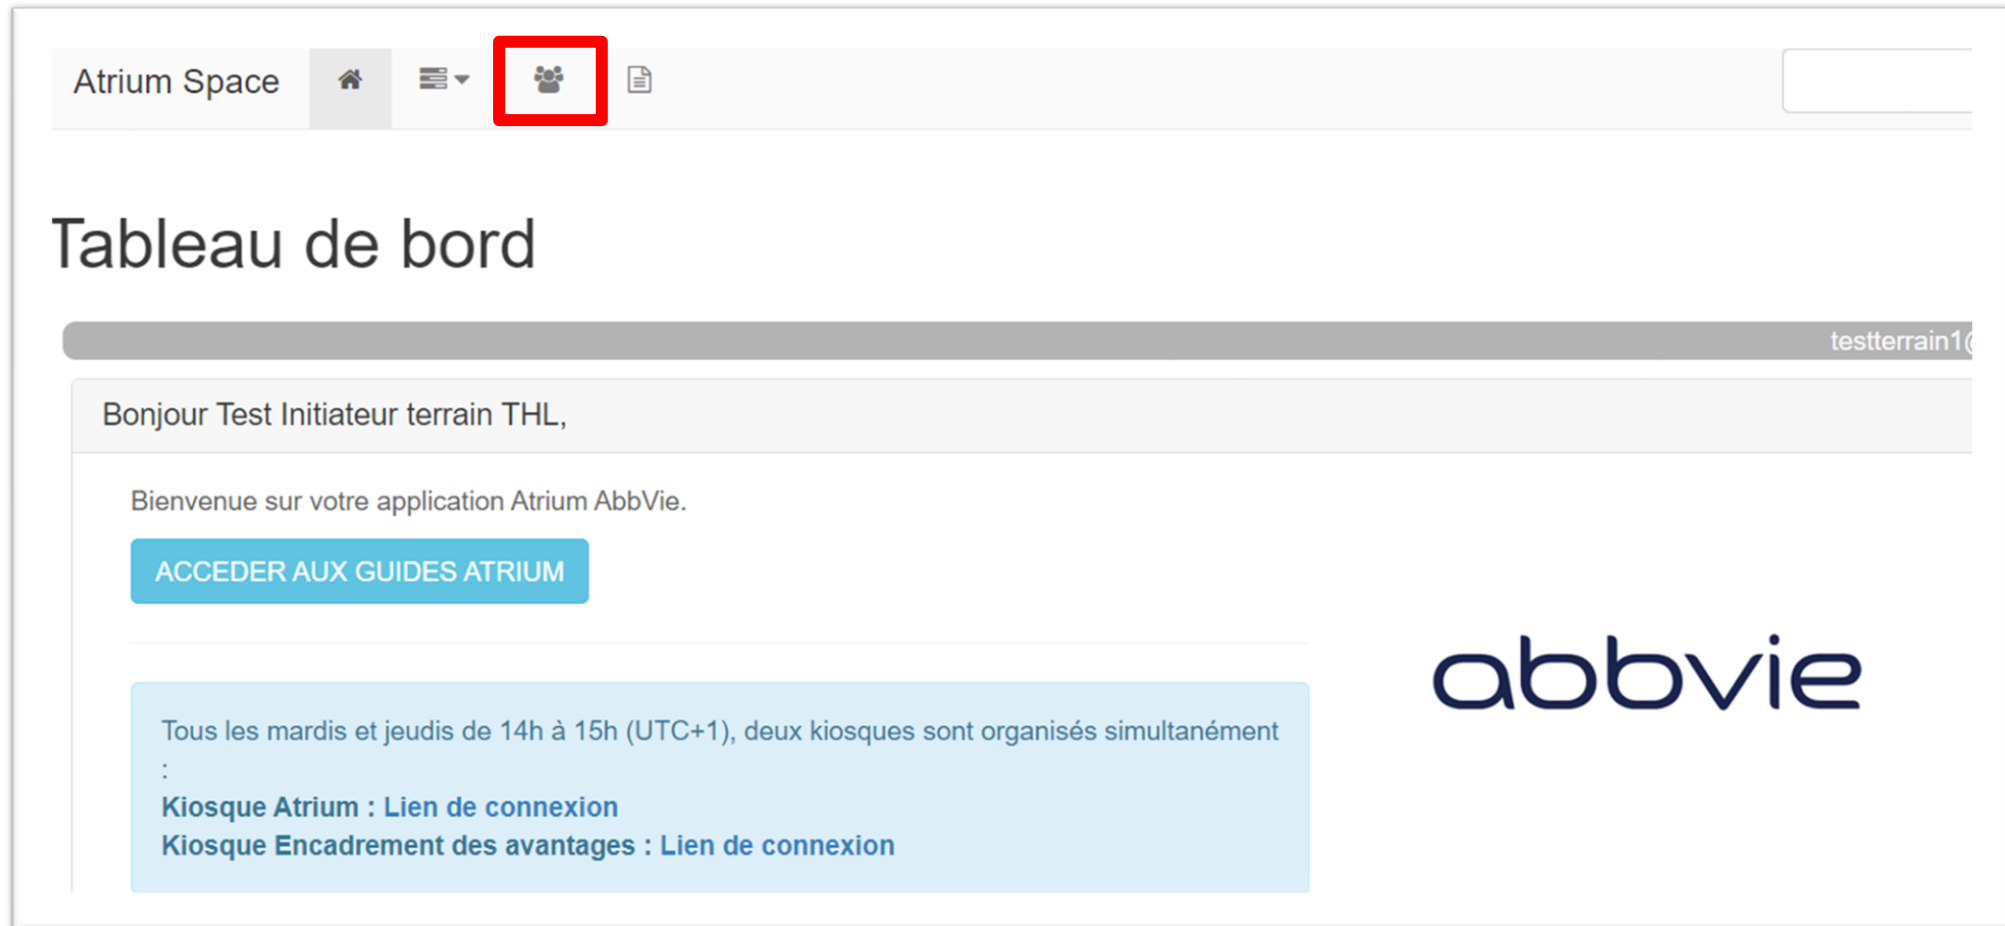 Atrium Space
Tableau de bord
testterrain1@
Bonjour Test Initiateur terrain THL,
Bienvenue sur votre application Atrium AbbVie.
ACCEDER AUX GUIDES ATRIUM
abbvie
Tous les mardis et jeudis de 14h à 15h (UTC+1), deux kiosques sont organisés simultanément
:
Kiosque Atrium : Lien de connexion
Kiosque Encadrement des avantages : Lien de connexion